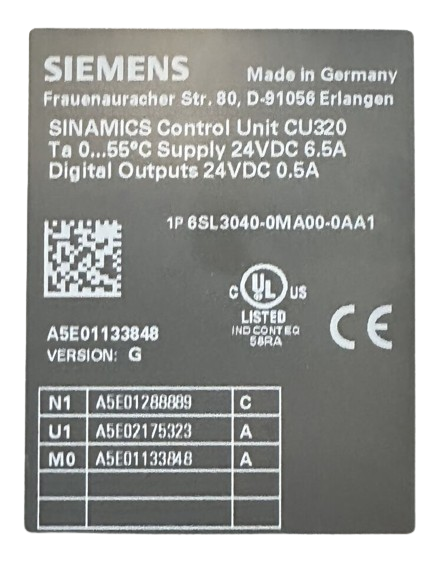 SIEMENS Made in Germany
Frauenauracher Str. 80, D-91056 Erlangen
SINAMICS Control Unit CU320
Ta 0...55°C Supply 24VDC 6.5A
Digital Outputs 24VDC 0.5A
1P 6SL3040-0MA00-0AA1
C UL US
LISTED
IND CONT EQ
58RA
CE
A5E01133848
VERSION: G
N1 A5E01288889 C
U1 A5E02175323 A
M0 A5E01133848 A